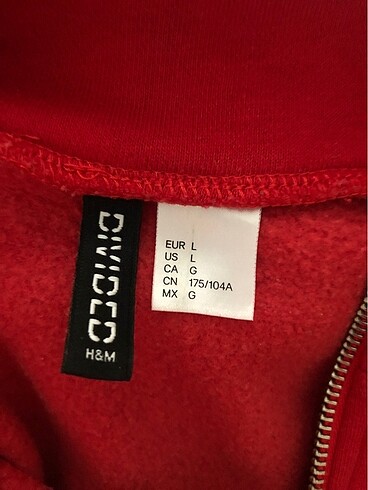 DIVIDED
H&M
EUR L
US L
CA G
CN 175/104A
MX G